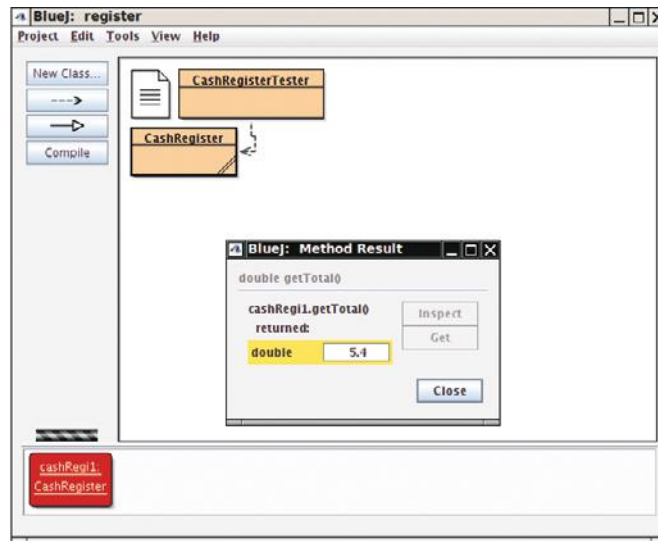 BlueJ: register
Project Edit Tools View Help
New Class...
Compile
CashRegisterTester
CashRegister
BlueJ: Method Result
double getTotal()
cashRegi1.getTotal()
returned:
double 5.4
Inspect
Get
Close
cashRegi1:
CashRegister